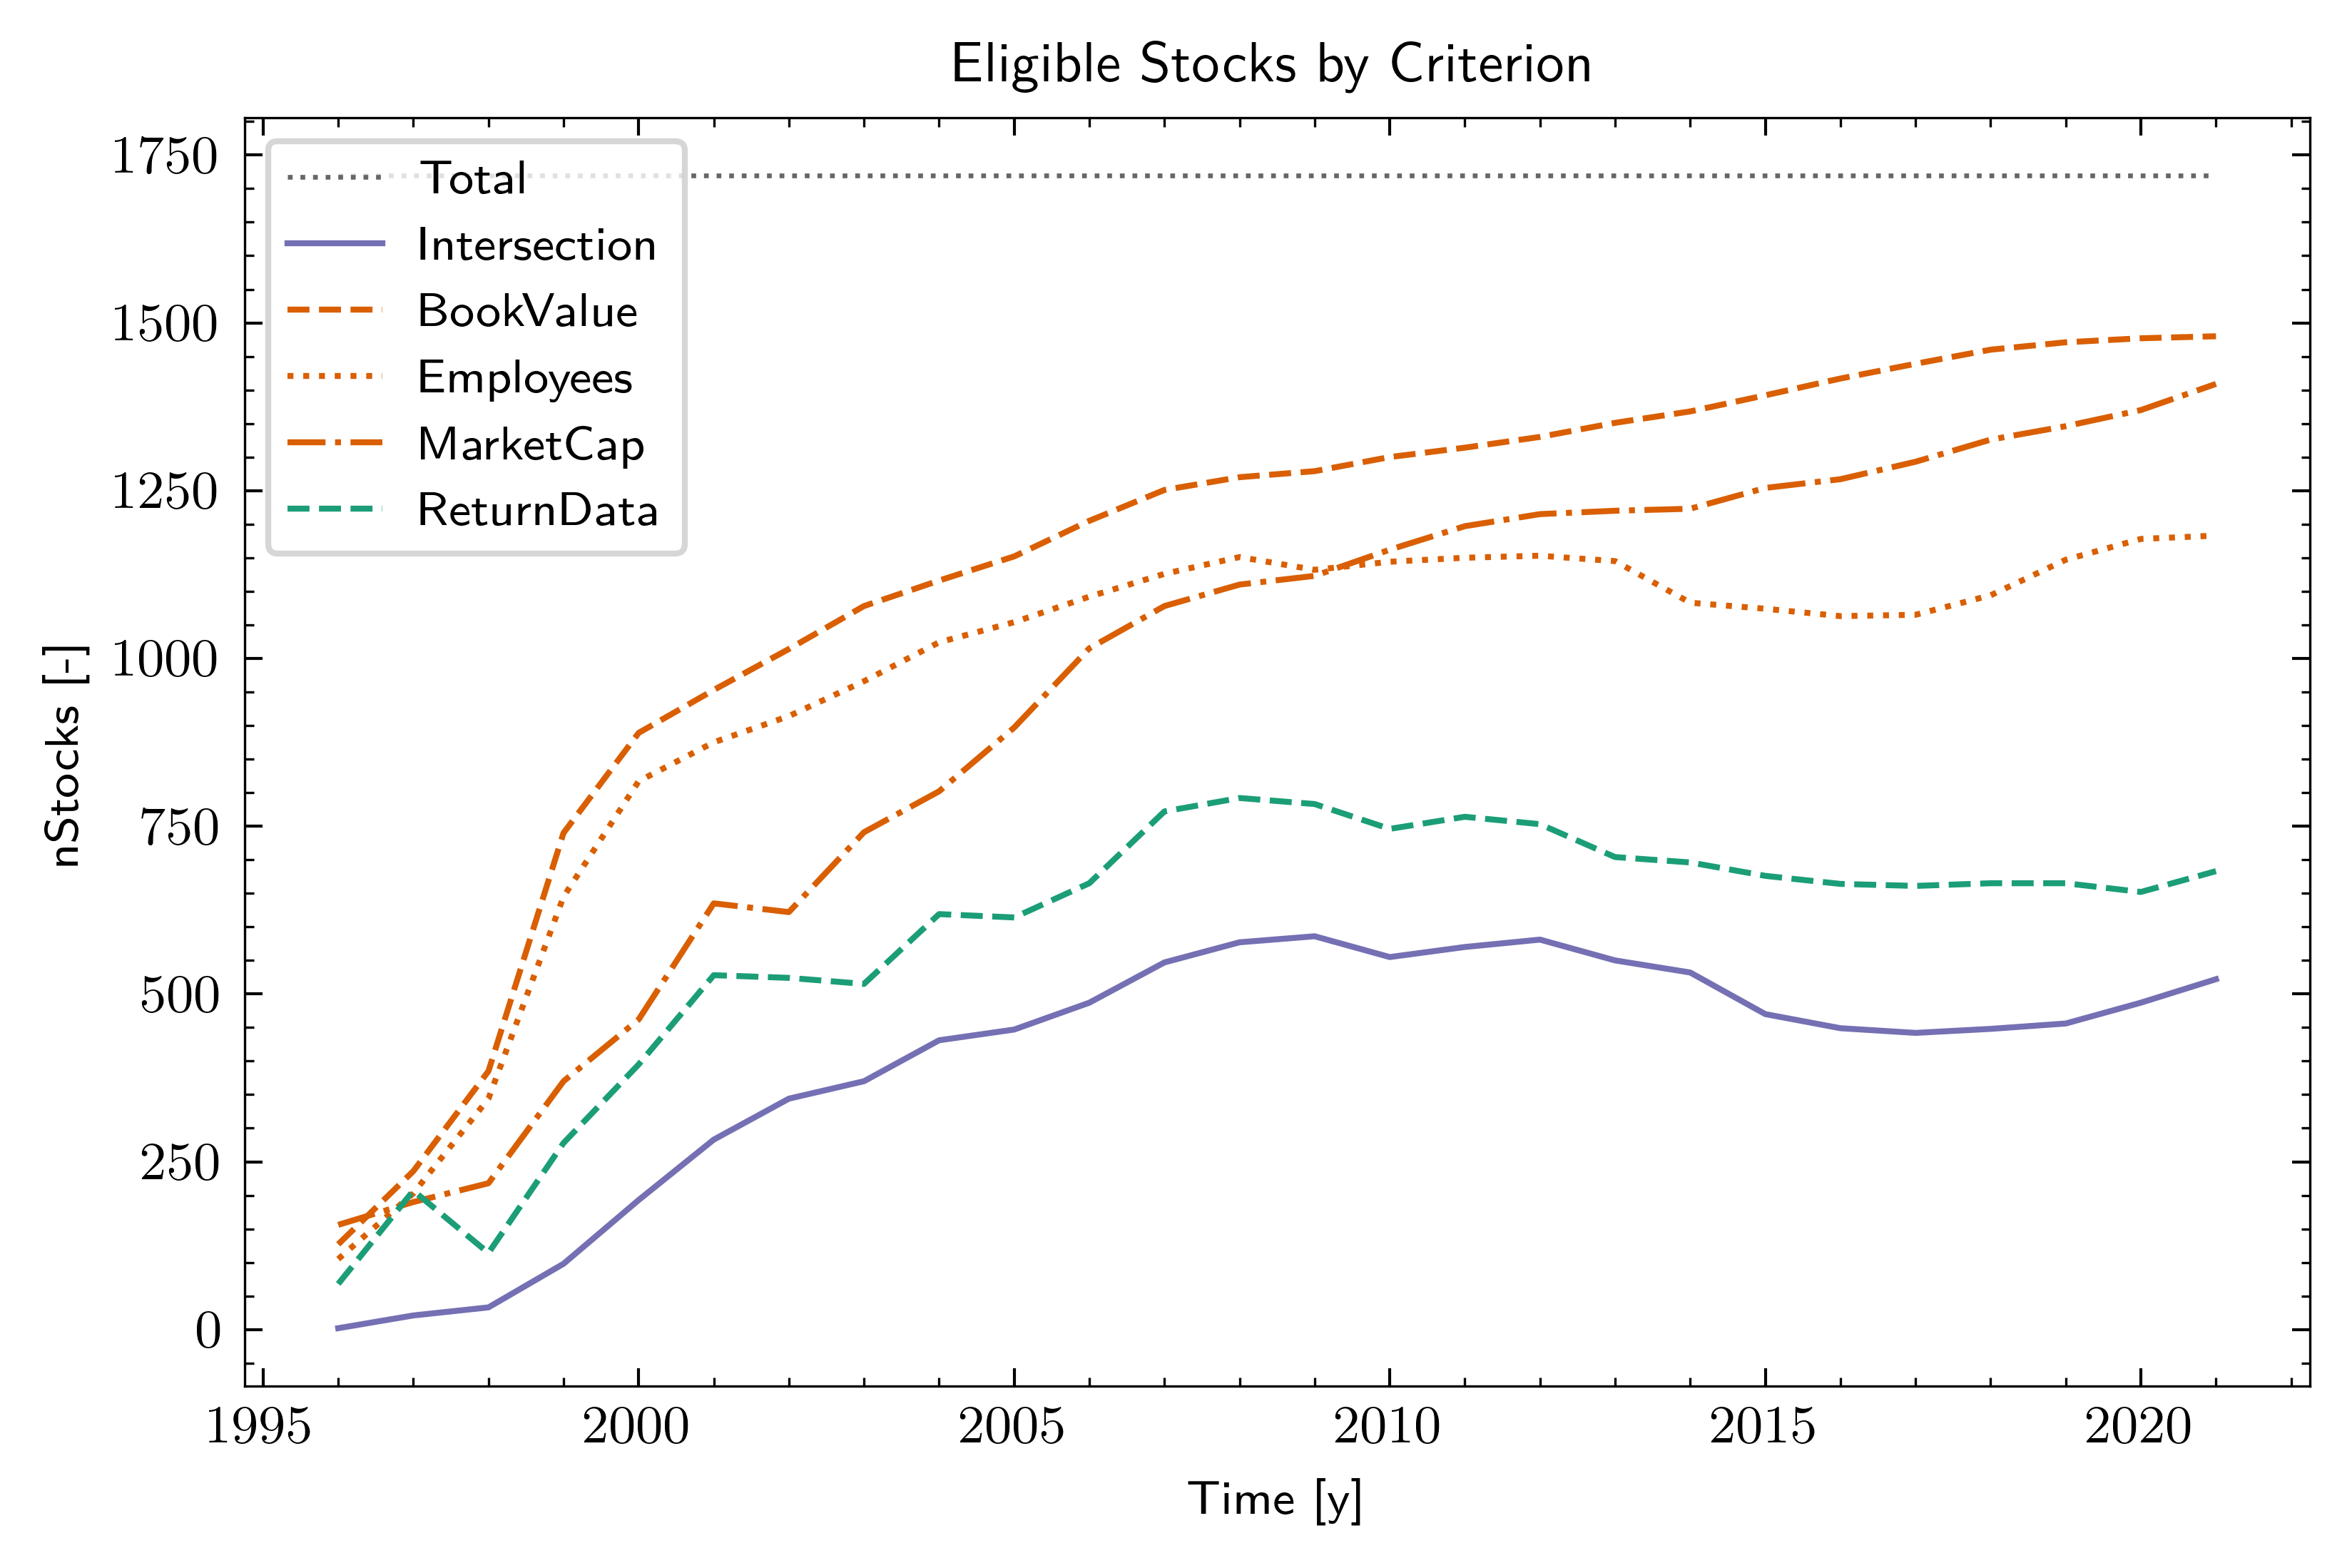 Eligible Stocks by Criterion
1750
1500
1250
1000
750
500
250
0
nStocks [-]
Total
Intersection
BookValue
Employees
MarketCap
ReturnData
1995 2000 2005 2010 2015 2020
Time [y]